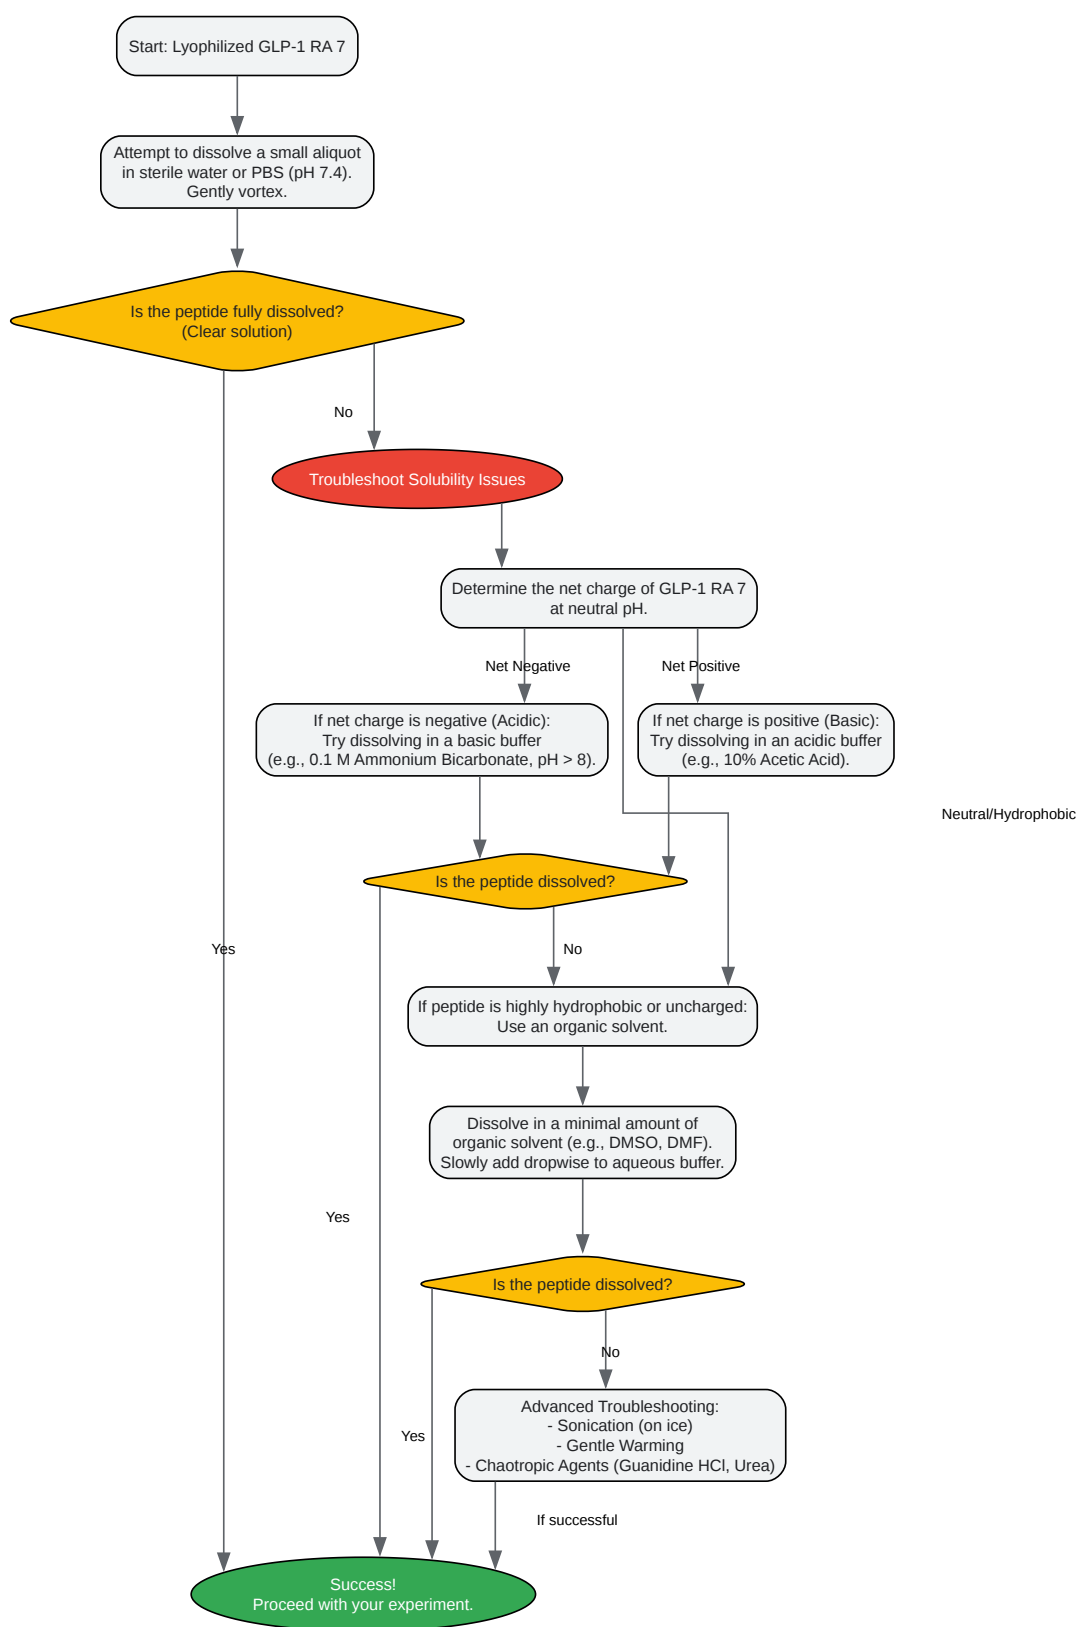 Start: Lyophilized GLP-1 RA 7
Attempt to dissolve a small aliquot
in sterile water or PBS (pH 7.4).
Gently vortex.
Is the peptide fully dissolved?
(Clear solution)
No
Troubleshoot Solubility Issues
Determine the net charge of GLP-1 RA 7
at neutral pH.
Net Negative
Net Positive
If net charge is negative (Acidic):
Try dissolving in a basic buffer
(e.g., 0.1 M Ammonium Bicarbonate, pH > 8).
If net charge is positive (Basic):
Try dissolving in an acidic buffer
(e.g., 10% Acetic Acid).
Neutral/Hydrophobic
Is the peptide dissolved?
Yes
No
If peptide is highly hydrophobic or uncharged:
Use an organic solvent.
Dissolve in a minimal amount of
organic solvent (e.g., DMSO, DMF).
Slowly add dropwise to aqueous buffer.
Yes
Is the peptide dissolved?
No
Advanced Troubleshooting:
- Sonication (on ice)
- Gentle Warming
- Chaotropic Agents (Guanidine HCl, Urea)
Yes
If successful
Success!
Proceed with your experiment.